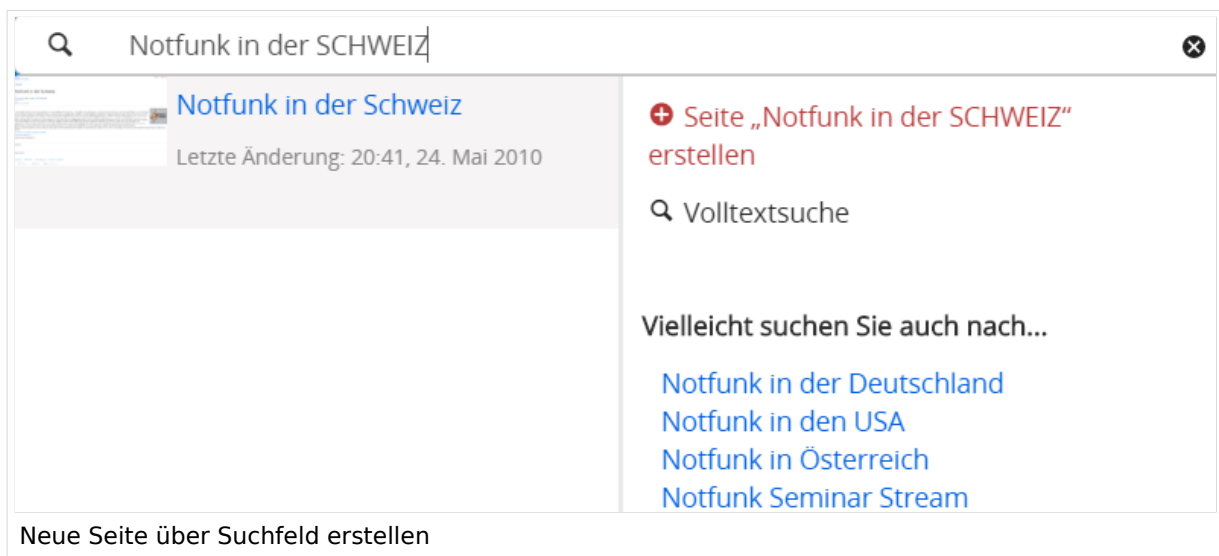 Notfunk in der SCHWEIZ
Notfunk in der Schweiz
Letzte Änderung: 20:41, 24. Mai 2010
Seite „Notfunk in der SCHWEIZ“
erstellen
Volltextsuche
Vielleicht suchen Sie auch nach...
Notfunk in der Deutschland
Notfunk in den USA
Notfunk in Österreich
Notfunk Seminar Stream
Neue Seite über Suchfeld erstellen